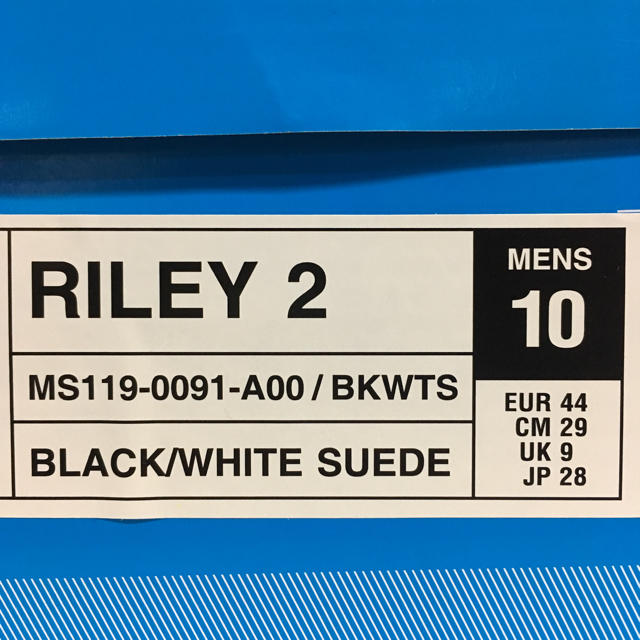 RILEY 2
MS119-0091-A00 / BKWTS
BLACK/WHITE SUEDE
MENS
10
EUR 44
CM 29
UK 9
JP 28